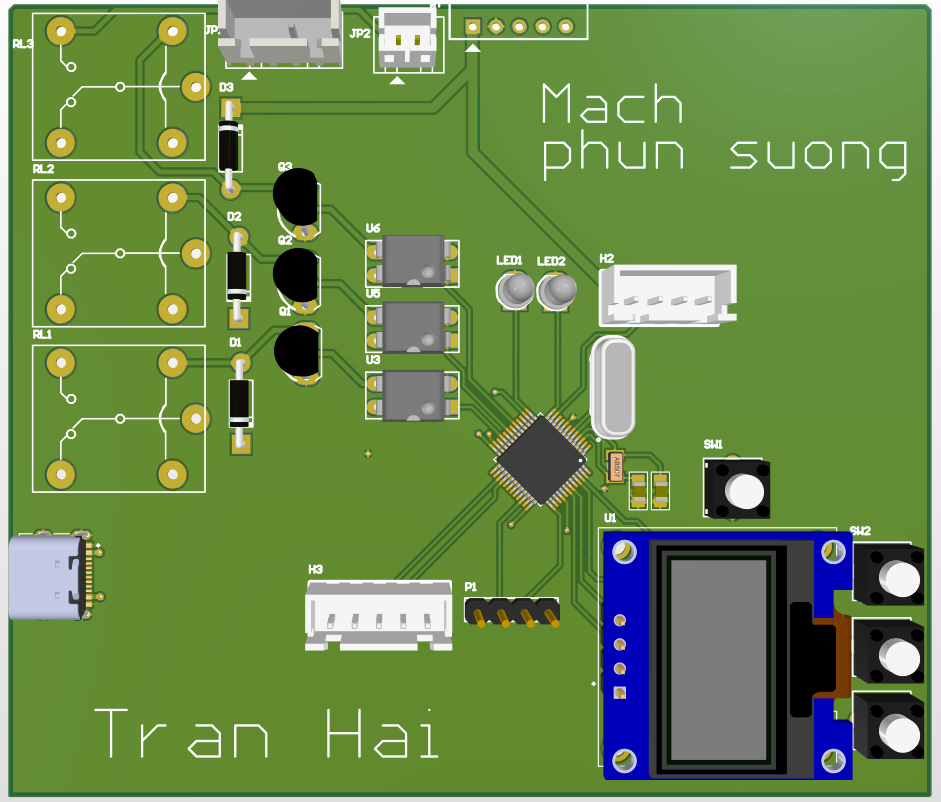 RL3
JP2
D3
Mach
phun suong
Q3
RL2
D2
U6
Q2
LED1
LED2
H2
U5
Q1
RL1
D1
U3
SW1
U1
SW2
H3
P1
Tran Hai